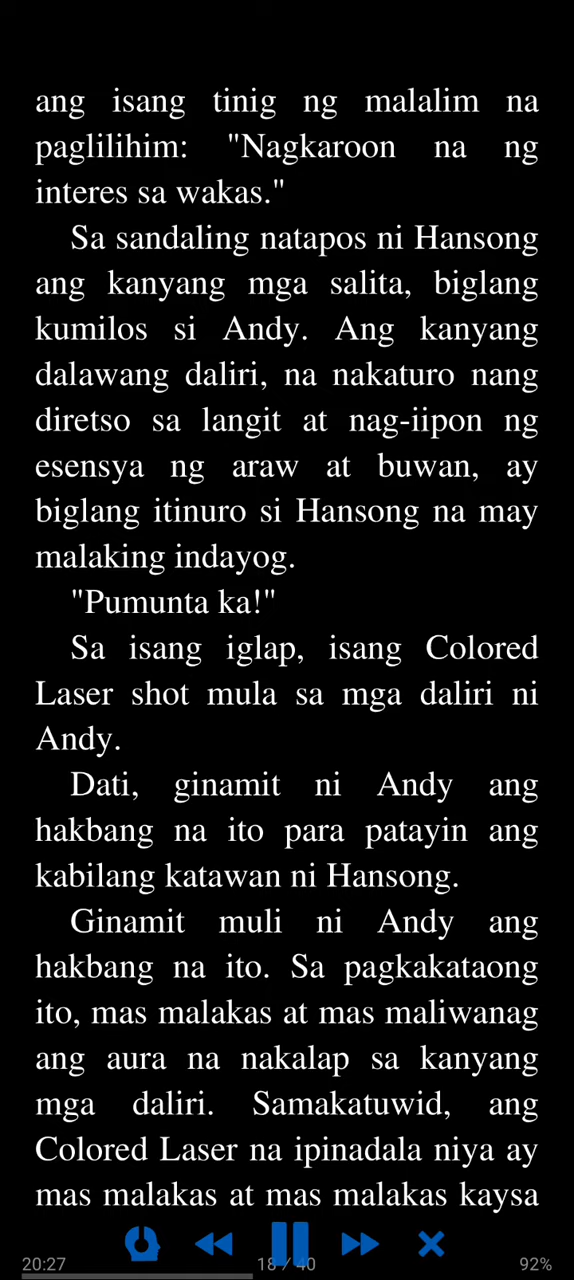 ang isang tinig ng malalim na
paglilihim: "Nagkaroon na ng
interes sa wakas."
Sa sandaling natapos ni Hansong
ang kanyang mga salita, biglang
kumilos si Andy. Ang kanyang
dalawang daliri, na nakaturo nang
diretso sa langit at nag-iipon ng
esensya ng araw at buwan, ay
biglang itinuro si Hansong na may
malaking indayog.
"Pumunta ka!"
Sa isang iglap, isang Colored
Laser shot mula sa mga daliri ni
Andy.
Dati, ginamit ni Andy ang
hakbang na ito para patayin ang
kabilang katawan ni Hansong.
Ginamit muli ni Andy ang
hakbang na ito. Sa pagkakataong
ito, mas malakas at mas maliwanag
ang aura na nakalap sa kanyang
mga daliri. Samakatuwid, ang
Colored Laser na ipinadala niya ay
mas malakas at mas malakas kaysa
20:27 18 / 40 92%